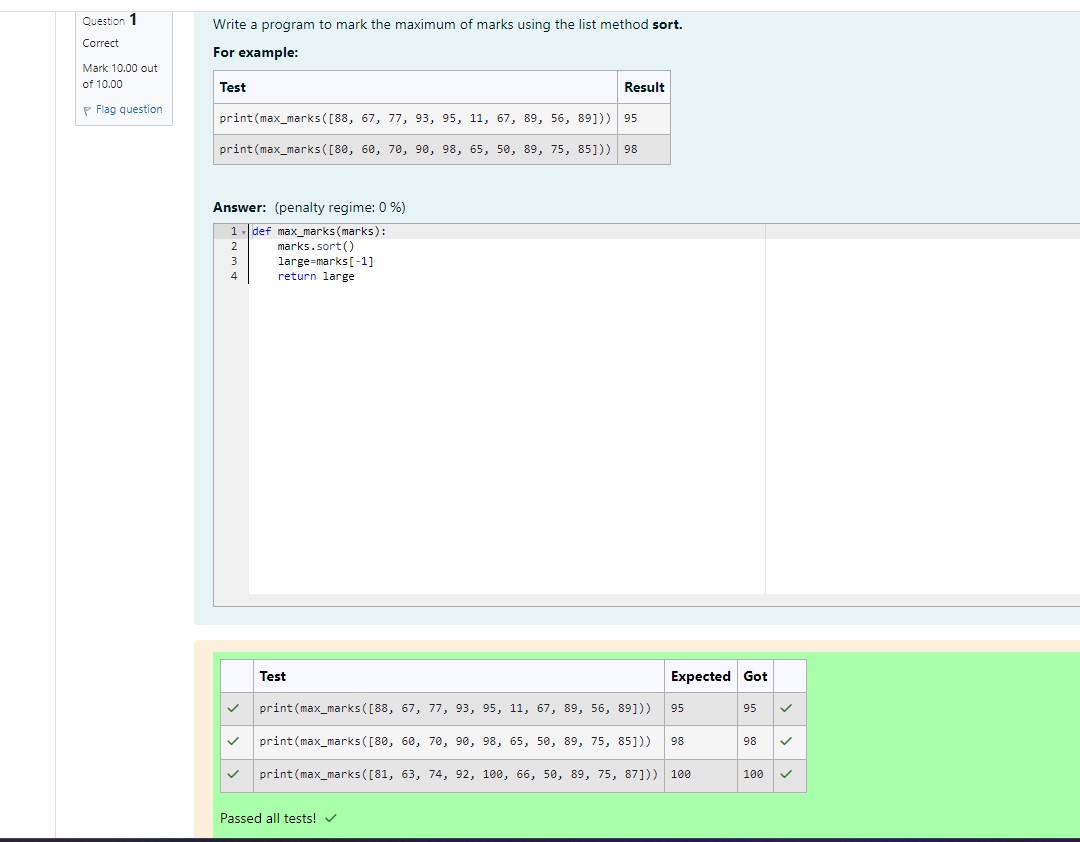 Question 1
Correct
Mark 10.00 out
of 10.00
Flag question
Write a program to mark the maximum of marks using the list method sort.
For example:
Test Result
print(max_marks([88, 67, 77, 93, 95, 11, 67, 89, 56, 89])) 95
print(max_marks([80, 60, 70, 90, 98, 65, 50, 89, 75, 85])) 98
Answer: (penalty regime: 0 %)
1 def max_marks(marks):
2 marks.sort()
3 large=marks[-1]
4 return large
Test Expected Got
print(max_marks([88, 67, 77, 93, 95, 11, 67, 89, 56, 89])) 95 95
print(max_marks([80, 60, 70, 90, 98, 65, 50, 89, 75, 85])) 98 98
print(max_marks([81, 63, 74, 92, 100, 66, 50, 89, 75, 87])) 100 100
Passed all tests!